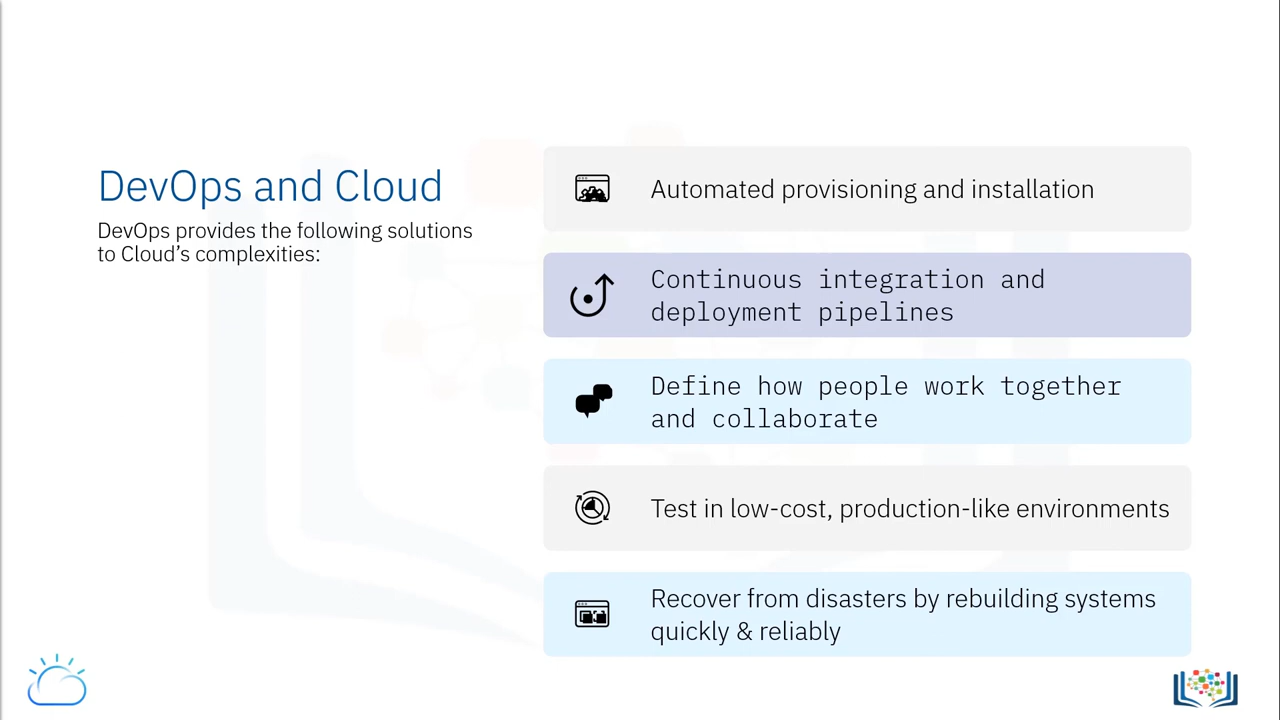 DevOps and Cloud
DevOps provides the following solutions
to Cloud’s complexities:
Automated provisioning and installation
Continuous integration and
deployment pipelines
Define how people work together
and collaborate
Test in low-cost, production-like environments
Recover from disasters by rebuilding systems
quickly & reliably